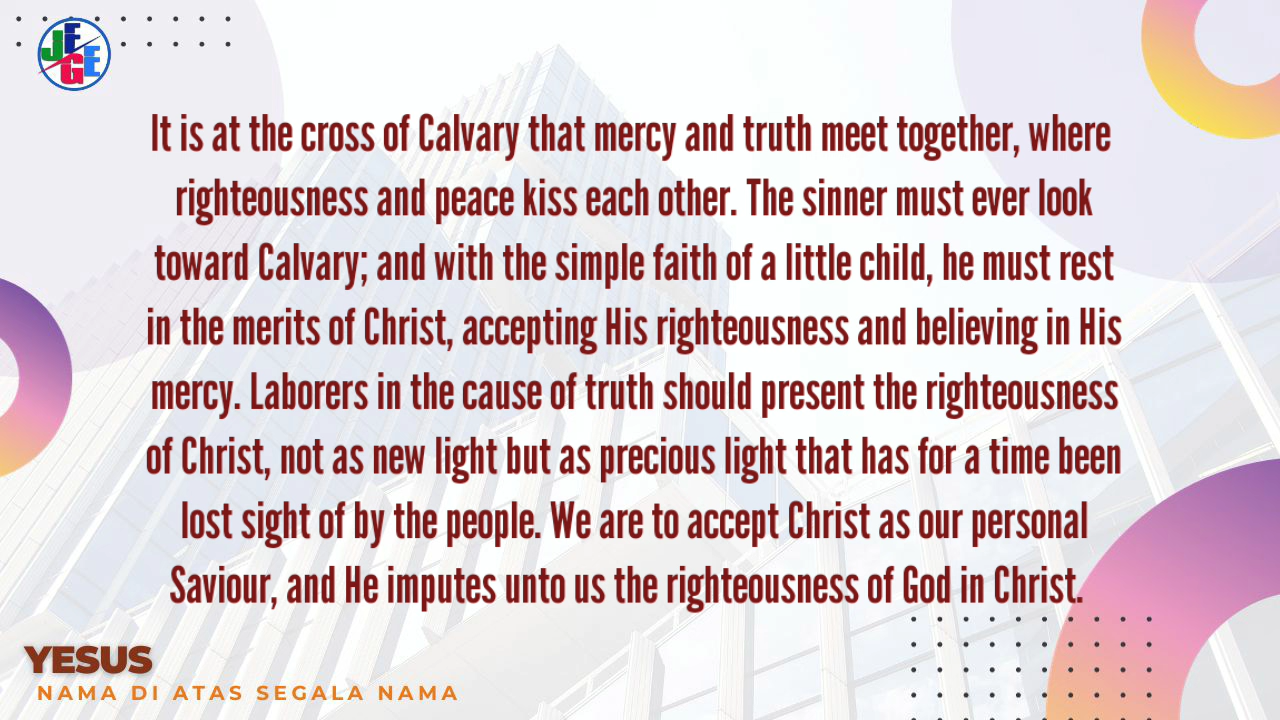 JEFGE
It is at the cross of Calvary that mercy and truth meet together, where
righteousness and peace kiss each other. The sinner must ever look
toward Calvary; and with the simple faith of a little child, he must rest
in the merits of Christ, accepting His righteousness and believing in His
mercy. Laborers in the cause of truth should present the righteousness
of Christ, not as new light but as precious light that has for a time been
lost sight of by the people. We are to accept Christ as our personal
Saviour, and He imputes unto us the righteousness of God in Christ.
YESUS
NAMA DI ATAS SEGALA NAMA